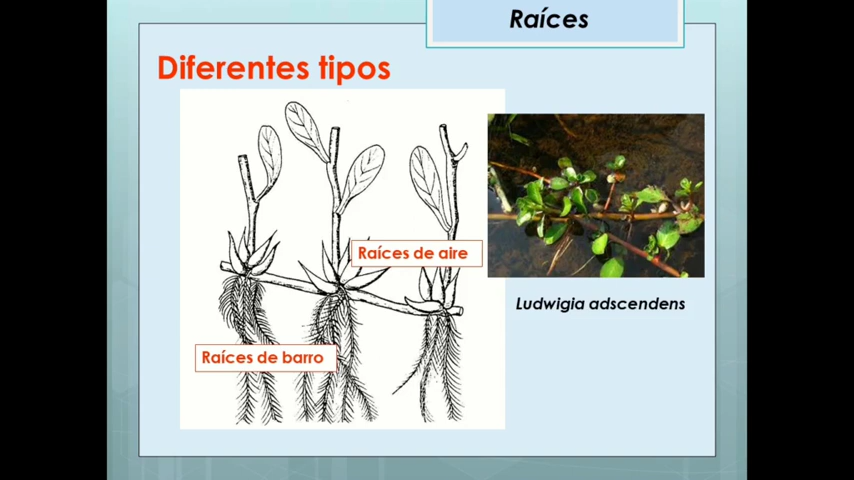 Raíces
Diferentes tipos
Raíces de aire
Ludwigia adscendens
Raíces de barro